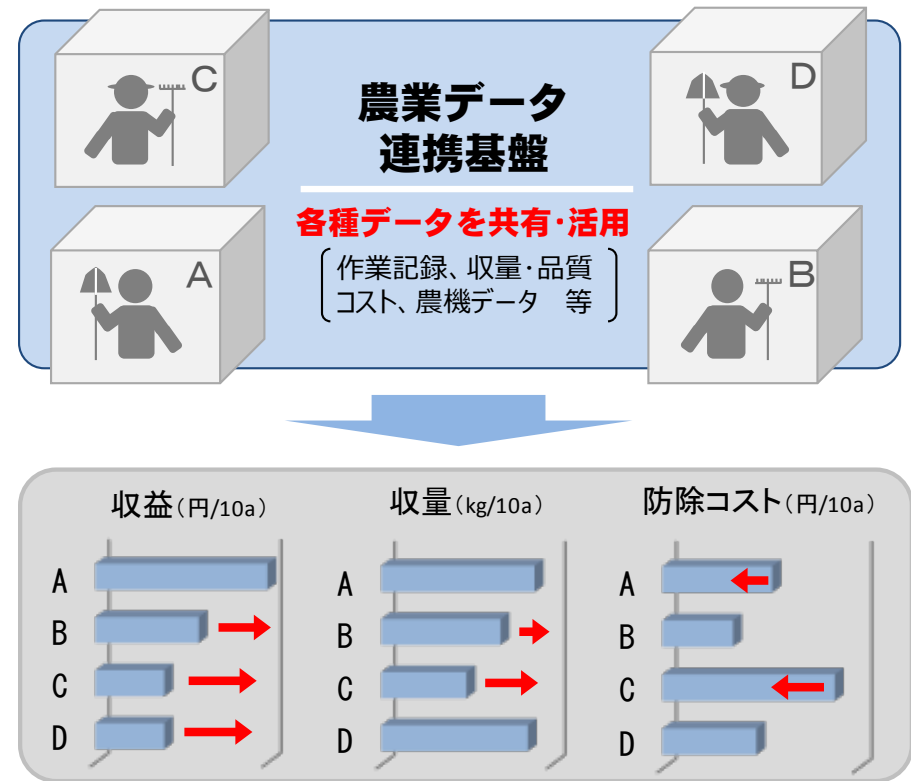 C
D
農業データ
連携基盤
各種データを共有・活用
A
B
作業記録、収量・品質
コスト、農機データ　等
収益(円/10a)
収量(kg/10a)
防除コスト(円/10a)
A
B
C
D
A
B
C
D
A
B
C
D